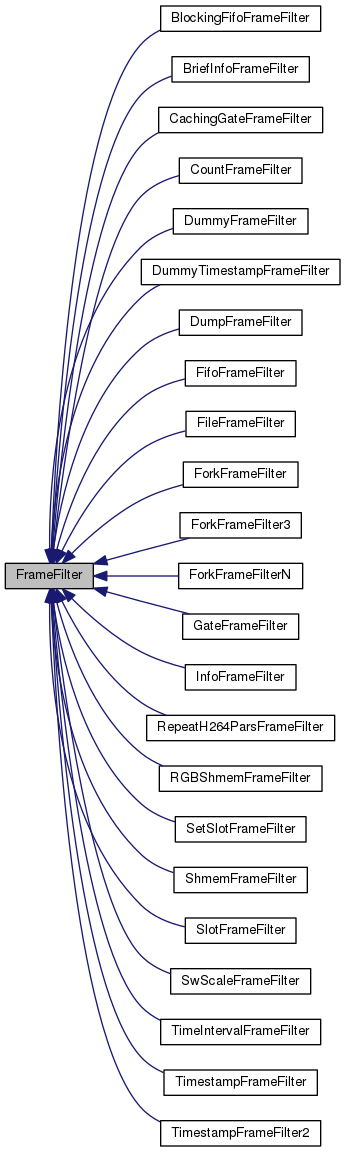 BlockingFifoFrameFilter
BriefInfoFrameFilter
CachingGateFrameFilter
CountFrameFilter
DummyFrameFilter
DummyTimestampFrameFilter
DumpFrameFilter
FifoFrameFilter
FileFrameFilter
ForkFrameFilter
ForkFrameFilter3
FrameFilter
ForkFrameFilterN
GateFrameFilter
InfoFrameFilter
RepeatH264ParsFrameFilter
RGBShmemFrameFilter
SetSlotFrameFilter
ShmemFrameFilter
SlotFrameFilter
SwScaleFrameFilter
TimeIntervalFrameFilter
TimestampFrameFilter
TimestampFrameFilter2